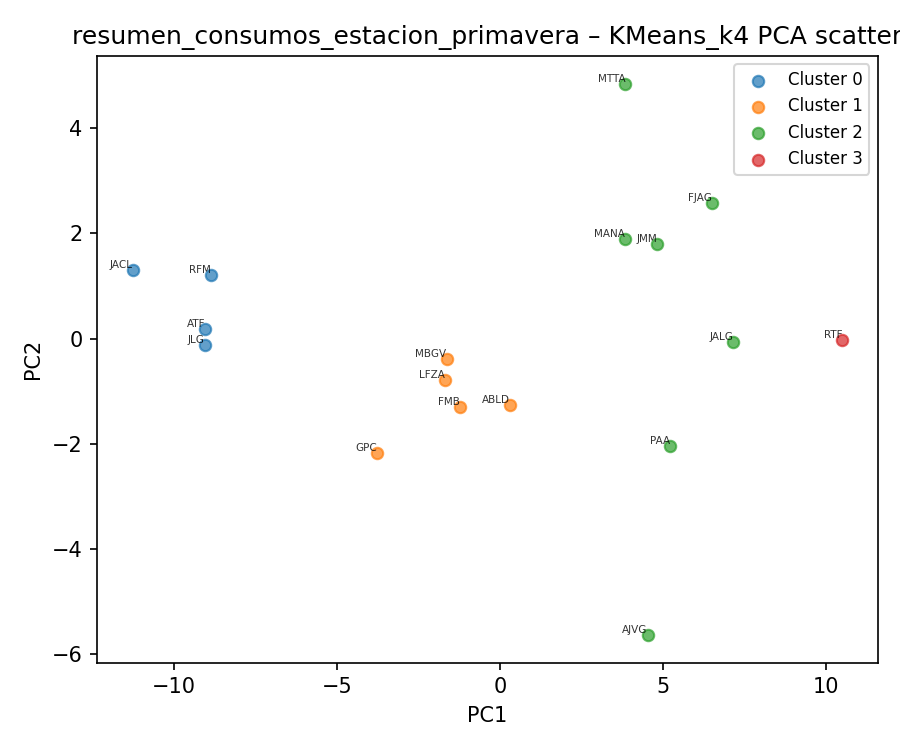 resumen_consumos_estacion_primavera – KMeans_k4 PCA scatter
Cluster 0
Cluster 1
Cluster 2
Cluster 3
MTTA
FJAG
MANA
JMM
JACL
RFM
ATF
JLG
JALG
RTF
MBGV
LFZA
FMB
ABLD
GPC
PAA
AJVG
4
2
0
−2
−4
−6
PC2
−10
−5
0
5
10
PC1